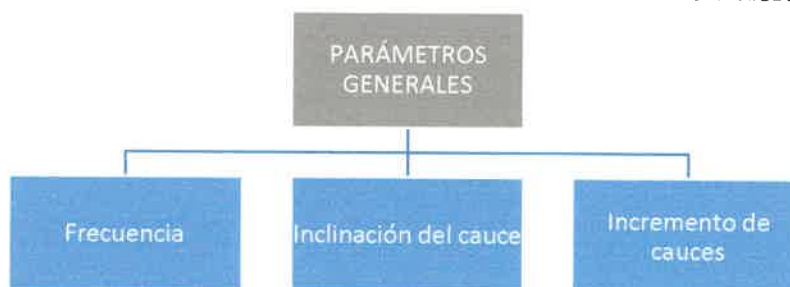 PARÁMETROS
GENERALES
Frecuencia
Inclinación del cauce
Incremento de
cauces